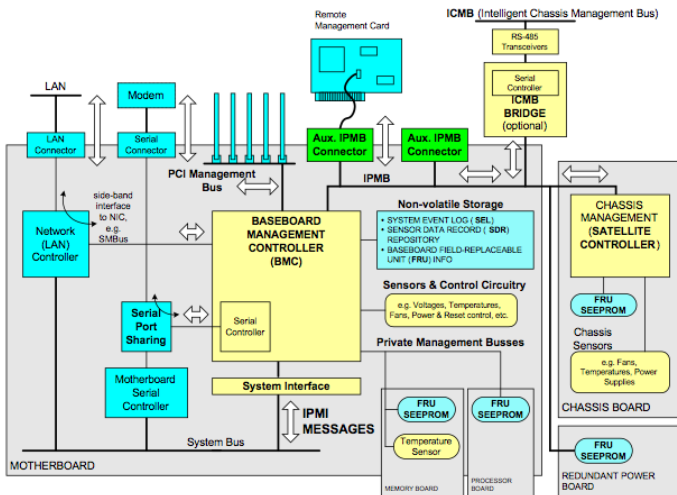 Remote
Management Card
ICMB (Intelligent Chassis Management Bus)
RS-485
Transceivers
Serial
Controller
ICMB
BRIDGE
(optional)
LAN
Modem
LAN
Connector
Serial
Connector
PCI Management
Bus
Aux. IPMB
Connector
Aux. IPMB
Connector
IPMB
side-band
interface
to NIC,
e.g.
SMBus
Network
(LAN)
Controller
BASEBOARD
MANAGEMENT
CONTROLLER
(BMC)
Serial
Controller
Non-volatile Storage
• SYSTEM EVENT LOG ( SEL)
• SENSOR DATA RECORD ( SDR)
REPOSITORY
• BASEBOARD FIELD-REPLACEABLE
UNIT (FRU) INFO
Sensors & Control Circuitry
e.g. Voltages, Temperatures,
Fans, Power & Reset control, etc.
Private Management Busses
Serial
Port
Sharing
Motherboard
Serial
Controller
System Interface
IPMI
MESSAGES
System Bus
MOTHERBOARD
FRU
SEEPROM
Temperature
Sensor
MEMORY BOARD
FRU
SEEPROM
PROCESSOR
BOARD
CHASSIS
MANAGEMENT
(SATELLITE
CONTROLLER)
FRU
SEEPROM
Chassis
Sensors
e.g. Fans,
Temperatures, Power
Supplies
CHASSIS BOARD
FRU
SEEPROM
REDUNDANT POWER
BOARD